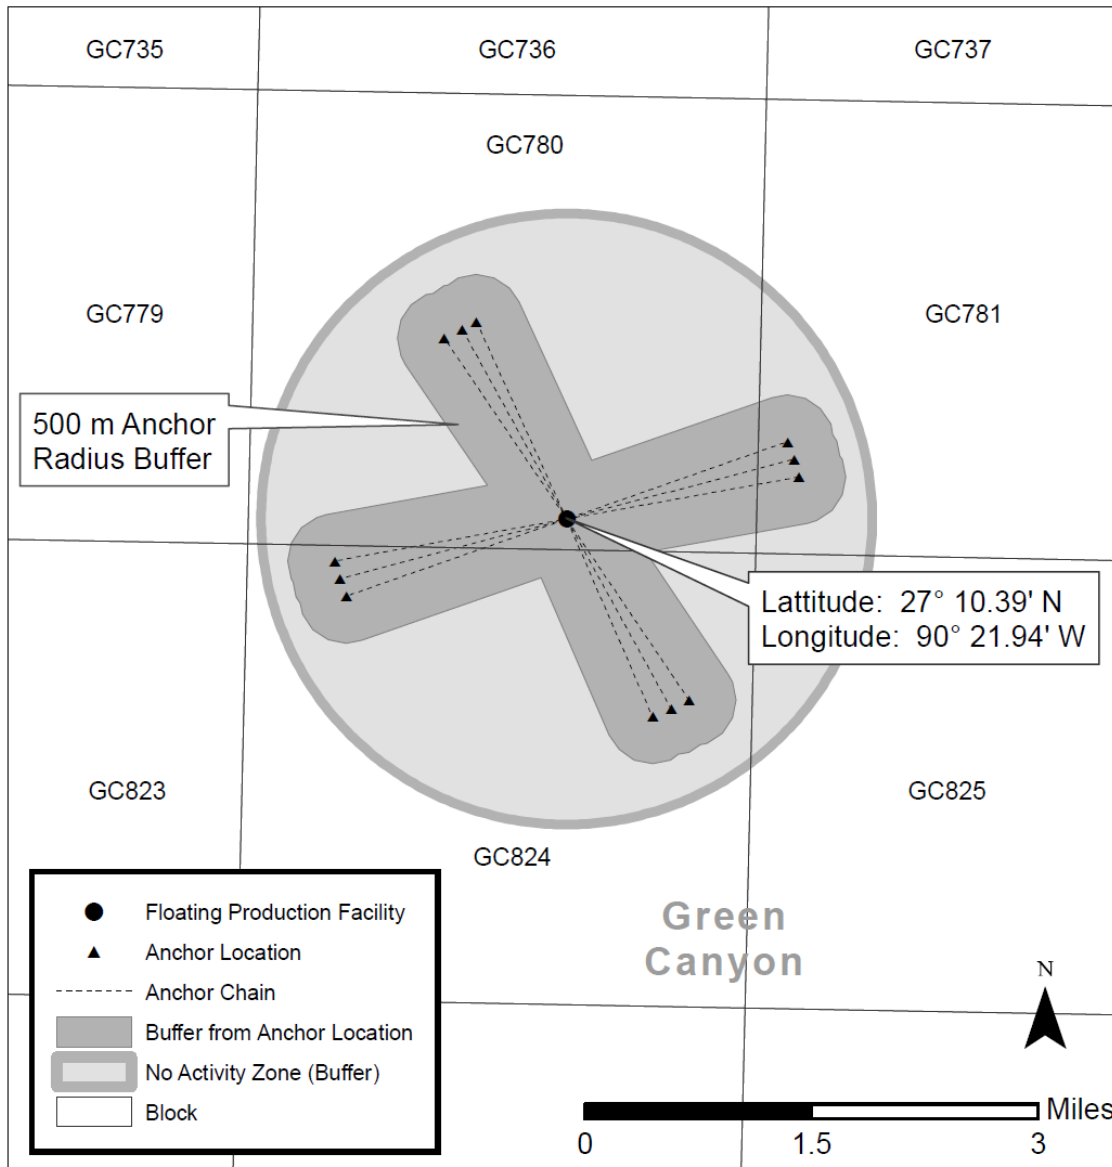 GC735
GC736
GC737
GC780
GC779
GC781
500 m Anchor
Radius Buffer
Lattitude: 27° 10.39' N
Longitude: 90° 21.94' W
GC823
GC825
GC824
Green
Canyon
Floating Production Facility
Anchor Location
Anchor Chain
Buffer from Anchor Location
No Activity Zone (Buffer)
Block
N
Miles
0 1.5 3